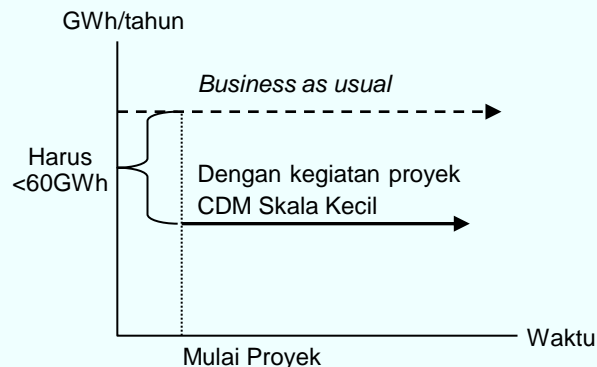 GWh/tahun
Business as usual
Harus
<60GWh
Dengan kegiatan proyek
CDM Skala Kecil
Waktu
Mulai Proyek